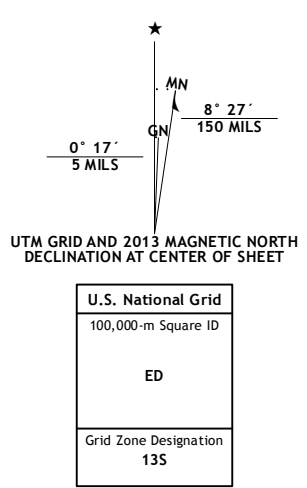 ★
MN
8° 27´
150 MILS
GN
0° 17´
5 MILS
UTM GRID AND 2013 MAGNETIC NORTH
DECLINATION AT CENTER OF SHEET
U.S. National Grid
100,000-m Square ID
ED
Grid Zone Designation
13S